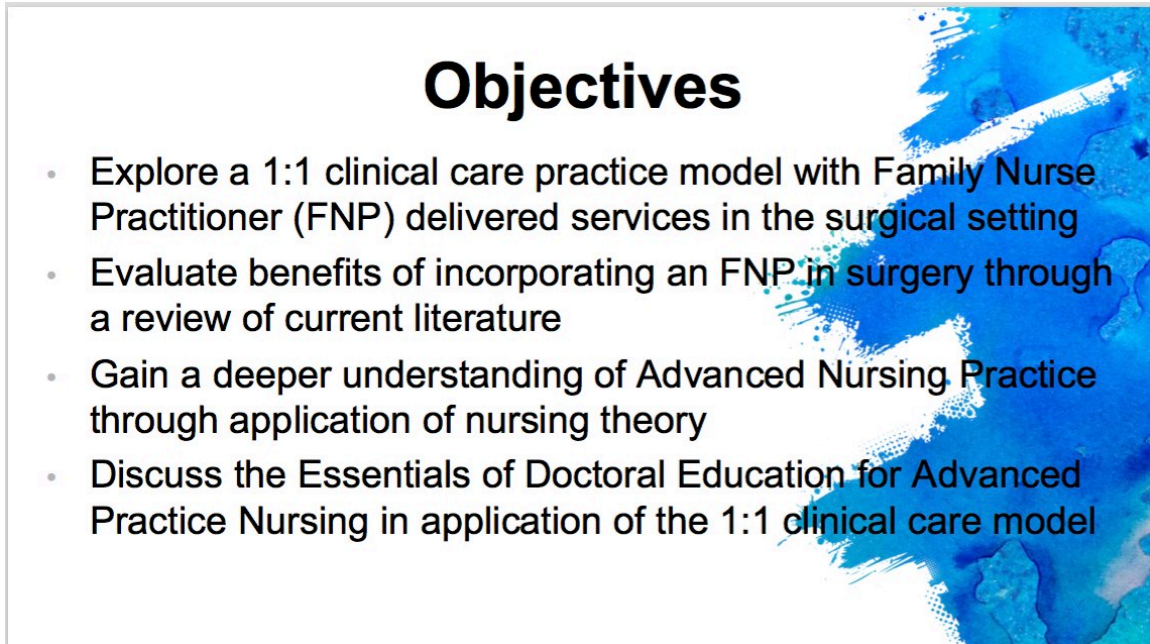 Objectives
• Explore a 1:1 clinical care practice model with Family Nurse
Practitioner (FNP) delivered services in the surgical setting
• Evaluate benefits of incorporating an FNP in surgery through
a review of current literature
• Gain a deeper understanding of Advanced Nursing Practice
through application of nursing theory
• Discuss the Essentials of Doctoral Education for Advanced
Practice Nursing in application of the 1:1 clinical care model